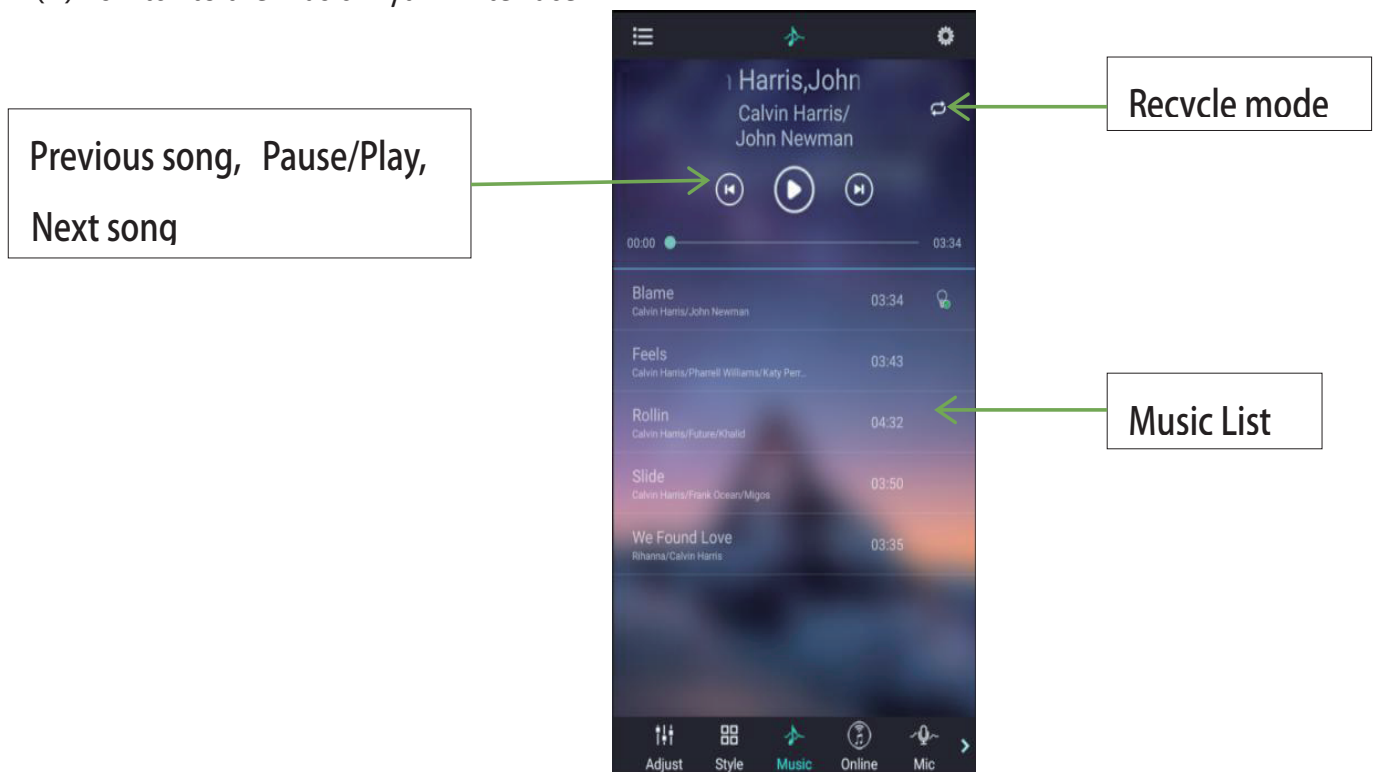 Harris,John
Calvin Harris/
John Newman
Recycle mode
Previous song, Pause/Play,
Next song
00:00 03:34
Blame 03:34
Calvin Harris/John Newman
Feels 03:43
Calvin Harris/Pharrell Williams/Katy Perr...
Rollin 04:32
Calvin Harris/Future/Khalid
Music List
Slide 03:50
Calvin Harris/Frank Ocean/Migos
We Found Love 03:35
Rihanna/Calvin Harris
Adjust Style Music Online Mic